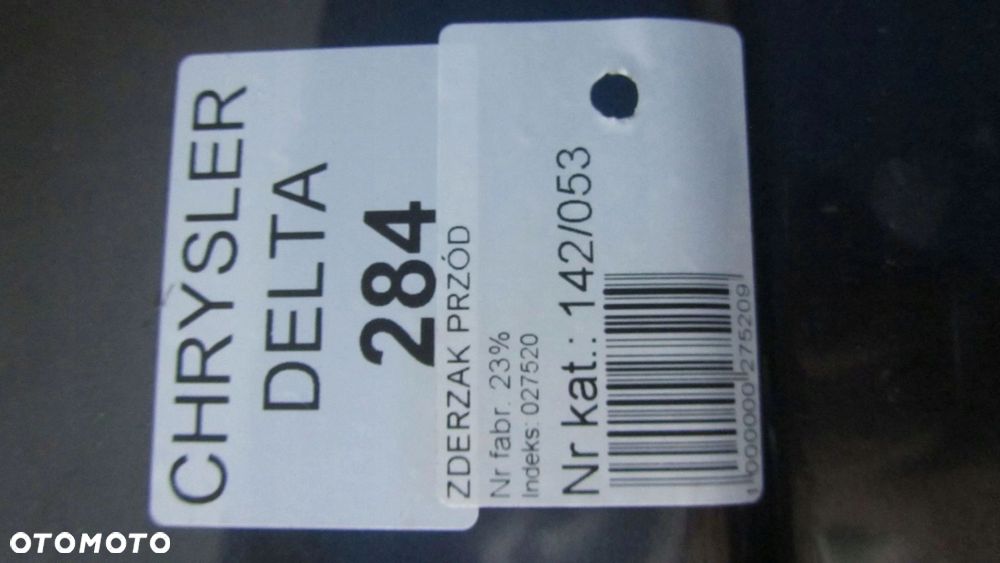 CHRYSLER
DELTA
284
ZDERZAK PRZÓD
Nr fabr. 23%
Indeks: 027520
Nr kat.: 142/053
1000000275209
OTOMOTO